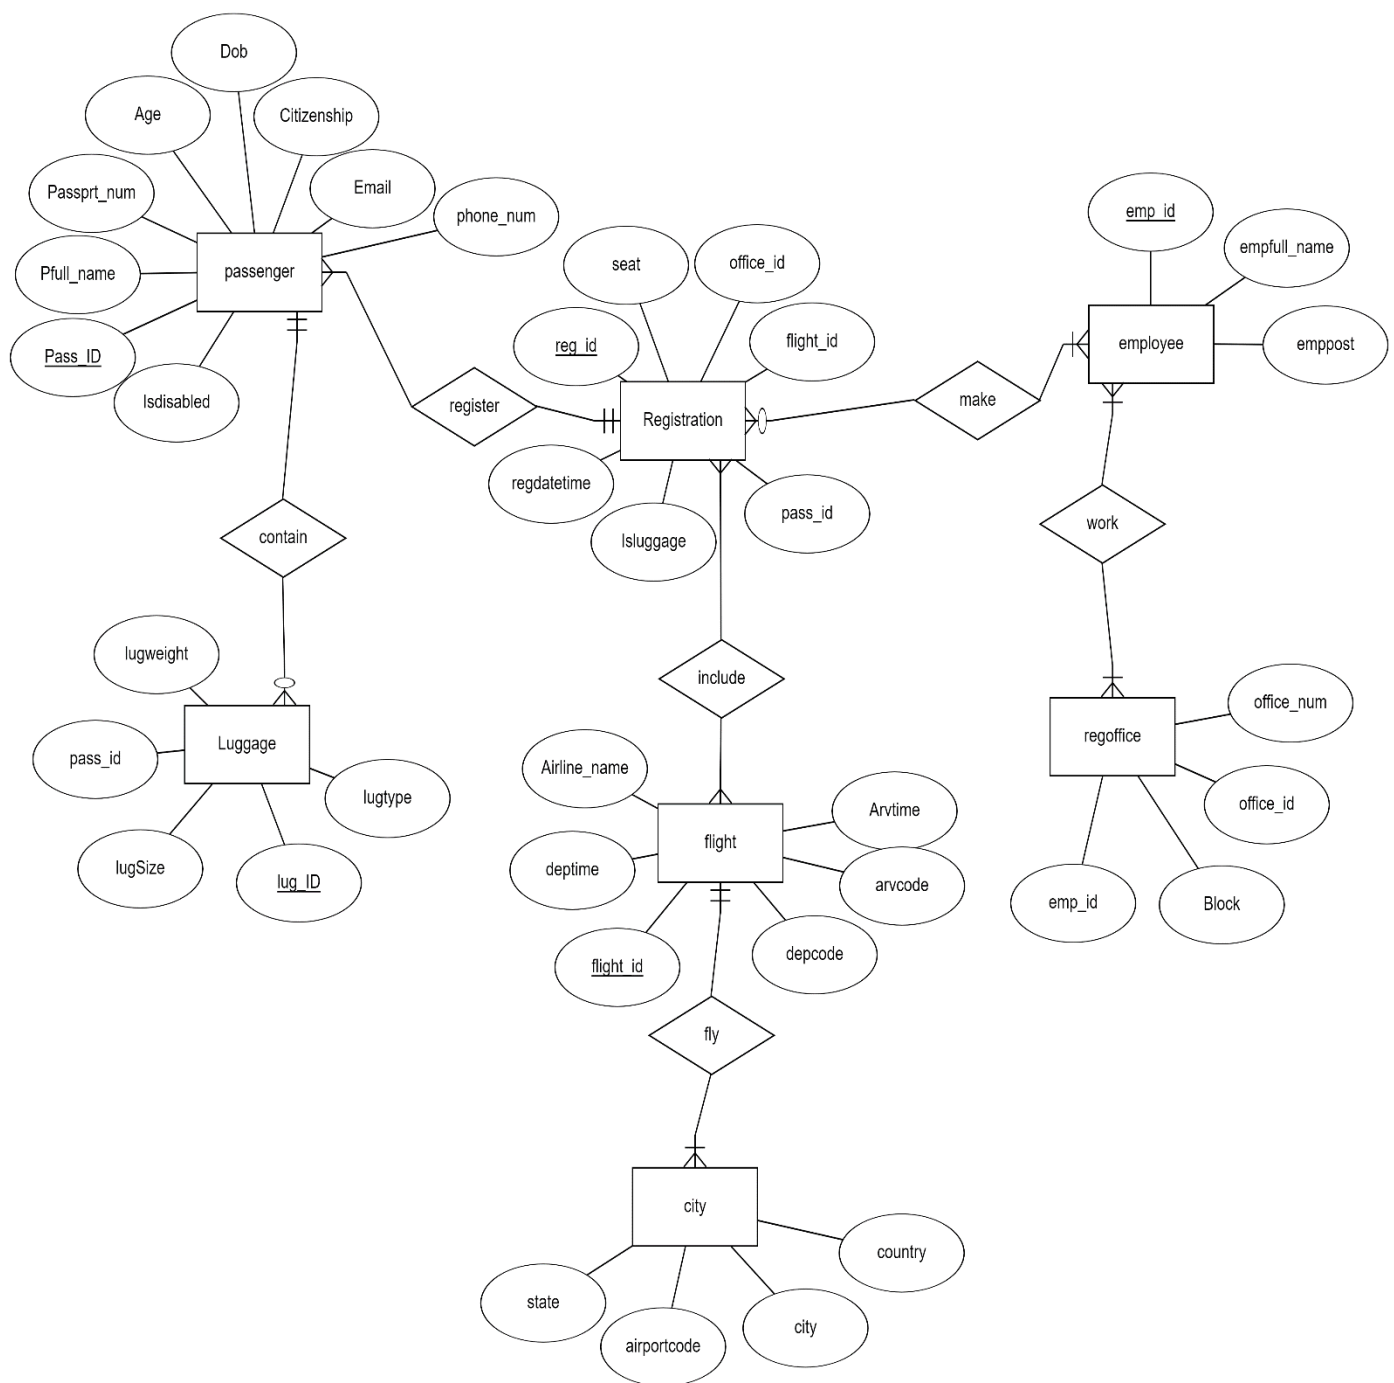 Dob
Age
Citizenship
Passprt_num
Email
phone_num
Pfull_name
passenger
Pass_ID
Isdisabled
register
seat
office_id
reg_id
flight_id
Registration
regdatetime
Isluggage
pass_id
make
emp_id
empfull_name
employee
emppost
work
contain
include
lugweight
pass_id
Luggage
lugtype
lugSize
lug_ID
Airline_name
Arvtime
flight
deptime
arvcode
flight_id
depcode
office_num
regoffice
office_id
emp_id
Block
fly
city
country
state
city
airportcode